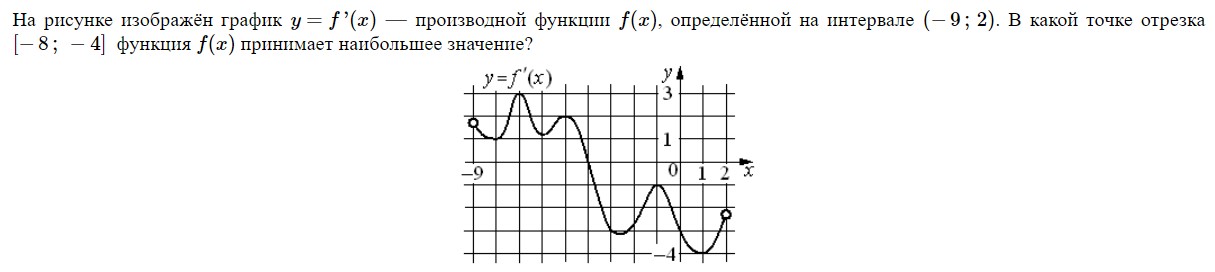 На рисунке изображён график y = f ’(x) — производной функции f(x), определённой на интервале (− 9 ; 2). В какой точке отрезка
[− 8 ; − 4] функция f(x) принимает наибольшее значение?
y=f′(x)
y
3
1
−9
0
1
2
x
−4